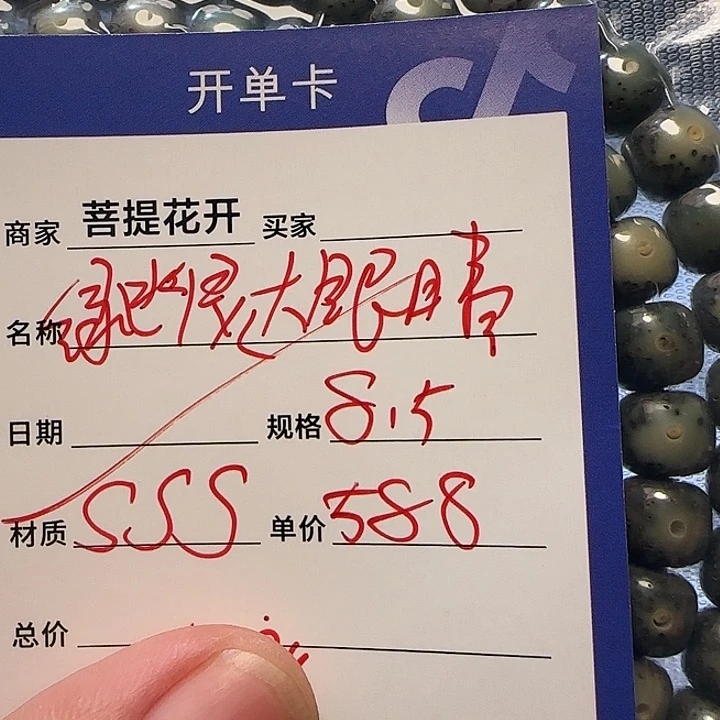 开单卡
商家 菩提花开 买家
名称 绿眼大眼睛
日期 规格 8.5
材质 SSS 单价 588
总价